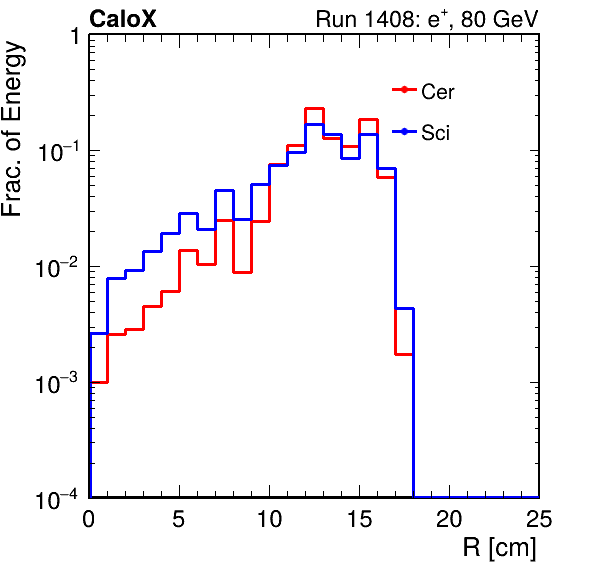 CaloX Run 1408: e⁺, 80 GeV
Frac. of Energy
1
10⁻¹
10⁻²
10⁻³
10⁻⁴
Cer
Sci
0 5 10 15 20 25
R [cm]